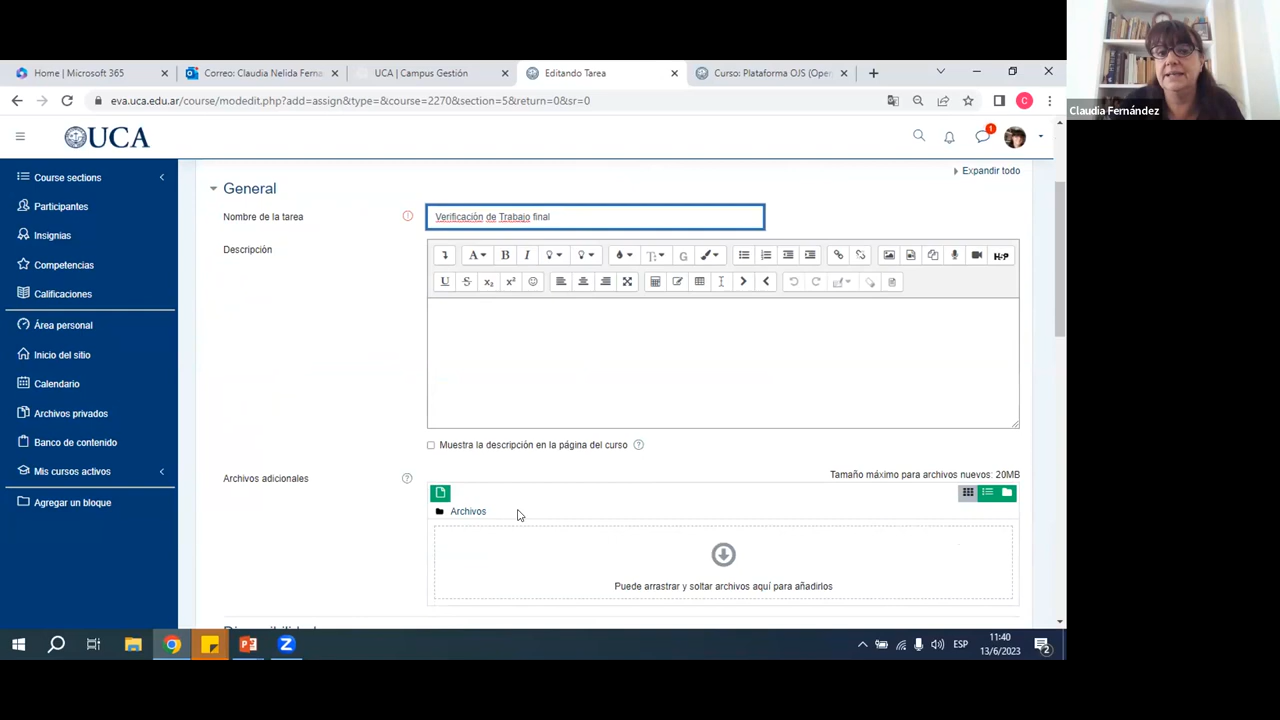 Home | Microsoft 365
Correo: Claudia Nelida Ferna
UCA | Campus Gestión
Editando Tarea
Curso: Plataforma OJS (Oper
eva.uca.edu.ar/course/modedit.php?add=assign&type=&course=2270&section=5&return=0&sr=0
C
Claudia Fernández
UCA
1
Course sections
Participantes
Insignias
Competencias
Calificaciones
Área personal
Inicio del sitio
Calendario
Archivos privados
Banco de contenido
Mis cursos activos
Agregar un bloque
Expandir todo
General
Nombre de la tarea
Verificación de Trabajo final
Descripción
Muestra la descripción en la página del curso
Archivos adicionales
Tamaño máximo para archivos nuevos: 20MB
Archivos
Puede arrastrar y soltar archivos aquí para añadirlos
ESP
11:40
13/6/2023
2